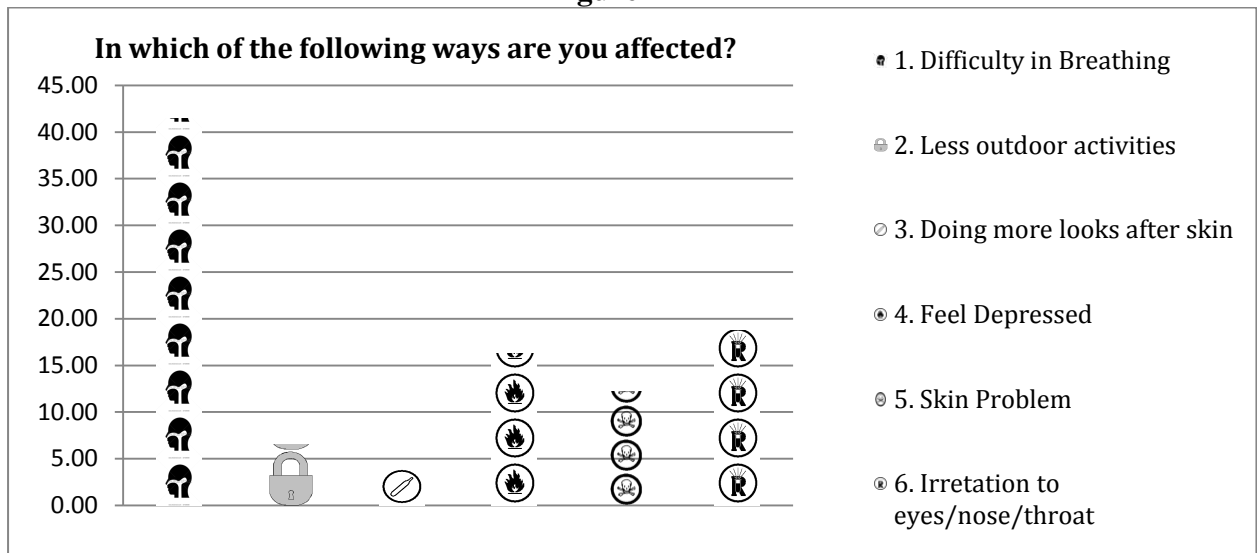 In which of the following ways are you affected?
45.00
40.00
35.00
30.00
25.00
20.00
15.00
10.00
5.00
0.00
1. Difficulty in Breathing
2. Less outdoor activities
3. Doing more looks after skin
4. Feel Depressed
5. Skin Problem
6. Irretation to
eyes/nose/throat